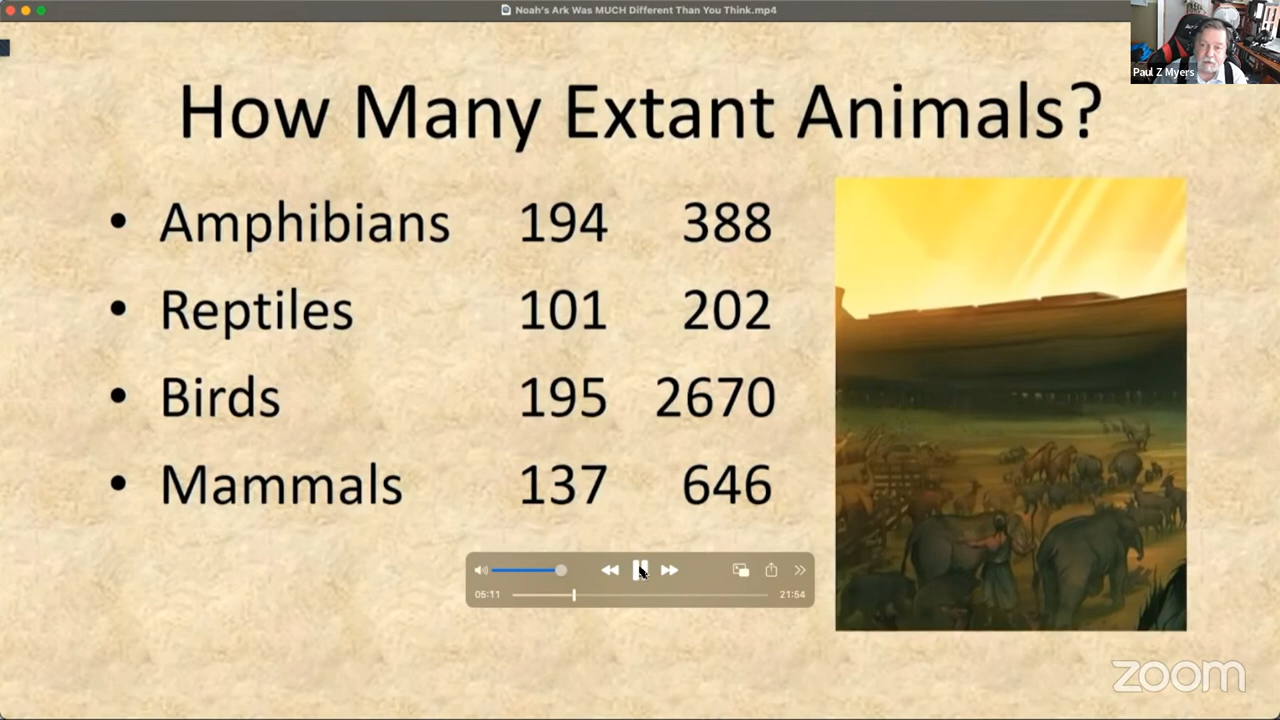 Noah's Ark Was MUCH Different Than You Think.mp4
Paul Z Myers
How Many Extant Animals?
• Amphibians 194 388
• Reptiles 101 202
• Birds 195 2670
• Mammals 137 646
05:11 21:54
zoom